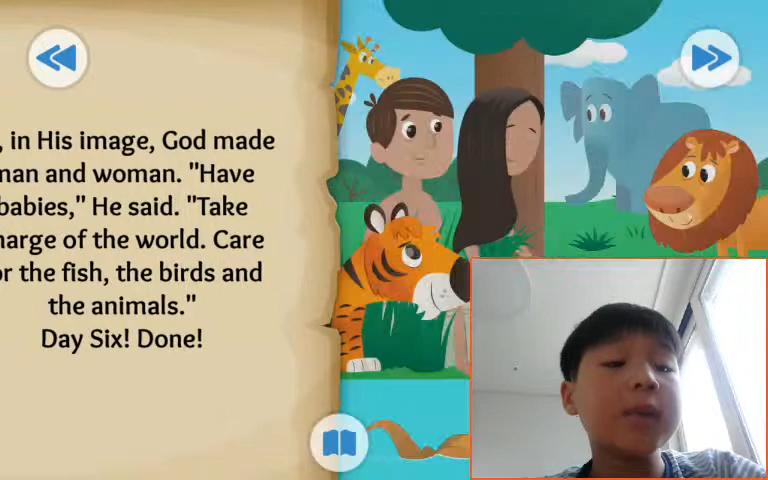 , in His image, God made
man and woman. "Have
babies," He said. "Take
harge of the world. Care
or the fish, the birds and
the animals."
Day Six! Done!